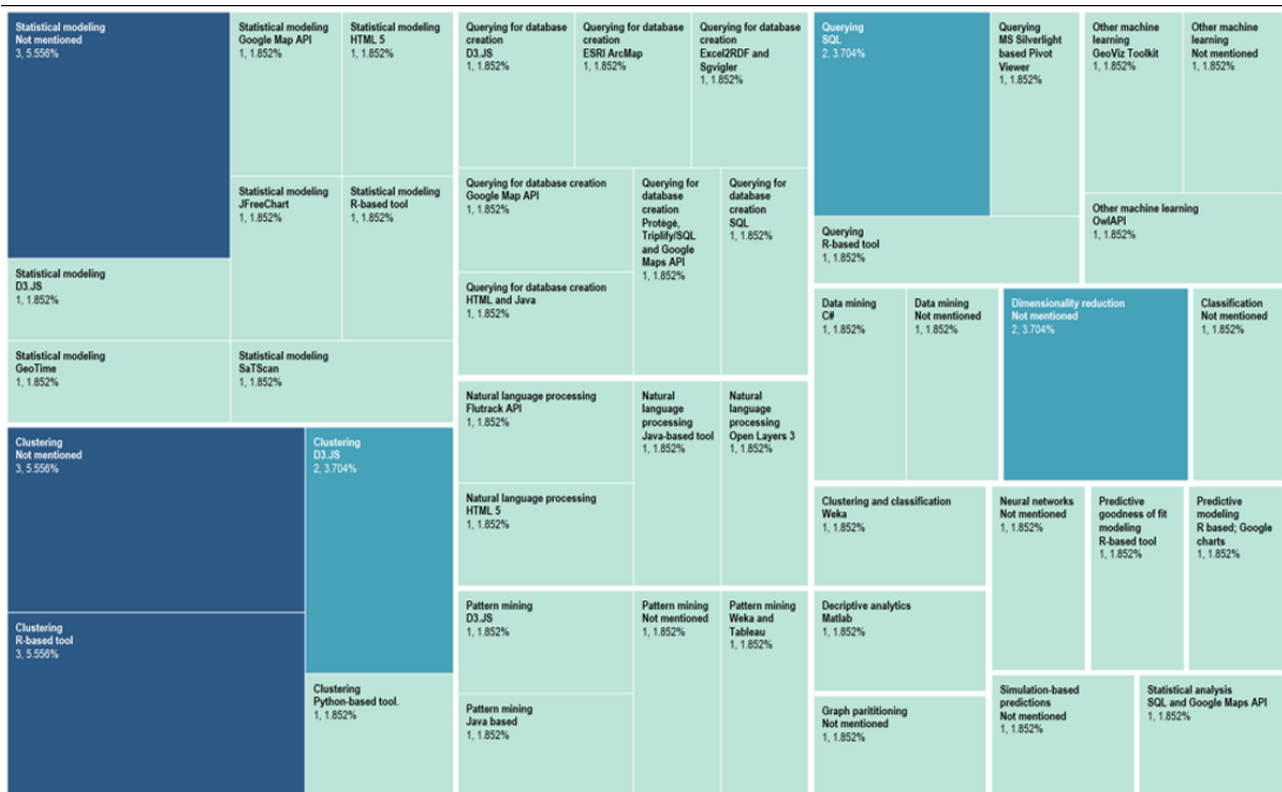 Statistical modeling
Not mentioned
3, 5.556%
Statistical modeling
Google Map API
1, 1.852%
Statistical modeling
HTML 5
1, 1.852%
Statistical modeling
JFreeChart
1, 1.852%
Statistical modeling
R-based tool
1, 1.852%
Statistical modeling
D3.JS
1, 1.852%
Statistical modeling
GeoTime
1, 1.852%
Statistical modeling
SaTScan
1, 1.852%
Clustering
Not mentioned
3, 5.556%
Clustering
D3.JS
2, 3.704%
Clustering
R-based tool
3, 5.556%
Clustering
Python-based tool.
1, 1.852%
Querying for database
creation
D3.JS
1, 1.852%
Querying for database
creation
ESRI ArcMap
1, 1.852%
Querying for database
creation
Excel2RDF and
Sgvigler
1, 1.852%
Querying for database creation
Google Map API
1, 1.852%
Querying for
database
creation
Protégé,
Triplify/SQL
and Google
Maps API
1, 1.852%
Querying for
database
creation
SQL
1, 1.852%
Querying for database creation
HTML and Java
1, 1.852%
Natural language processing
Flutrack API
1, 1.852%
Natural
language
processing
Java-based tool
1, 1.852%
Natural
language
processing
Open Layers 3
1, 1.852%
Natural language processing
HTML 5
1, 1.852%
Pattern mining
D3.JS
1, 1.852%
Pattern mining
Not mentioned
1, 1.852%
Pattern mining
Weka and
Tableau
1, 1.852%
Pattern mining
Java based
1, 1.852%
Querying
SQL
2, 3.704%
Querying
MS Silverlight
based Pivot
Viewer
1, 1.852%
Querying
R-based tool
1, 1.852%
Other machine
learning
GeoViz Toolkit
1, 1.852%
Other machine
learning
Not mentioned
1, 1.852%
Other machine learning
OwlAPI
1, 1.852%
Data mining
C#
1, 1.852%
Data mining
Not mentioned
1, 1.852%
Dimensionality reduction
Not mentioned
2, 3.704%
Classification
Not mentioned
1, 1.852%
Clustering and classification
Weka
1, 1.852%
Neural networks
Not mentioned
1, 1.852%
Predictive
goodness of fit
modeling
R-based tool
1, 1.852%
Predictive
modeling
R based; Google
charts
1, 1.852%
Decriptive analytics
Matlab
1, 1.852%
Graph parititioning
Not mentioned
1, 1.852%
Simulation-based
predictions
Not mentioned
1, 1.852%
Statistical analysis
SQL and Google Maps API
1, 1.852%